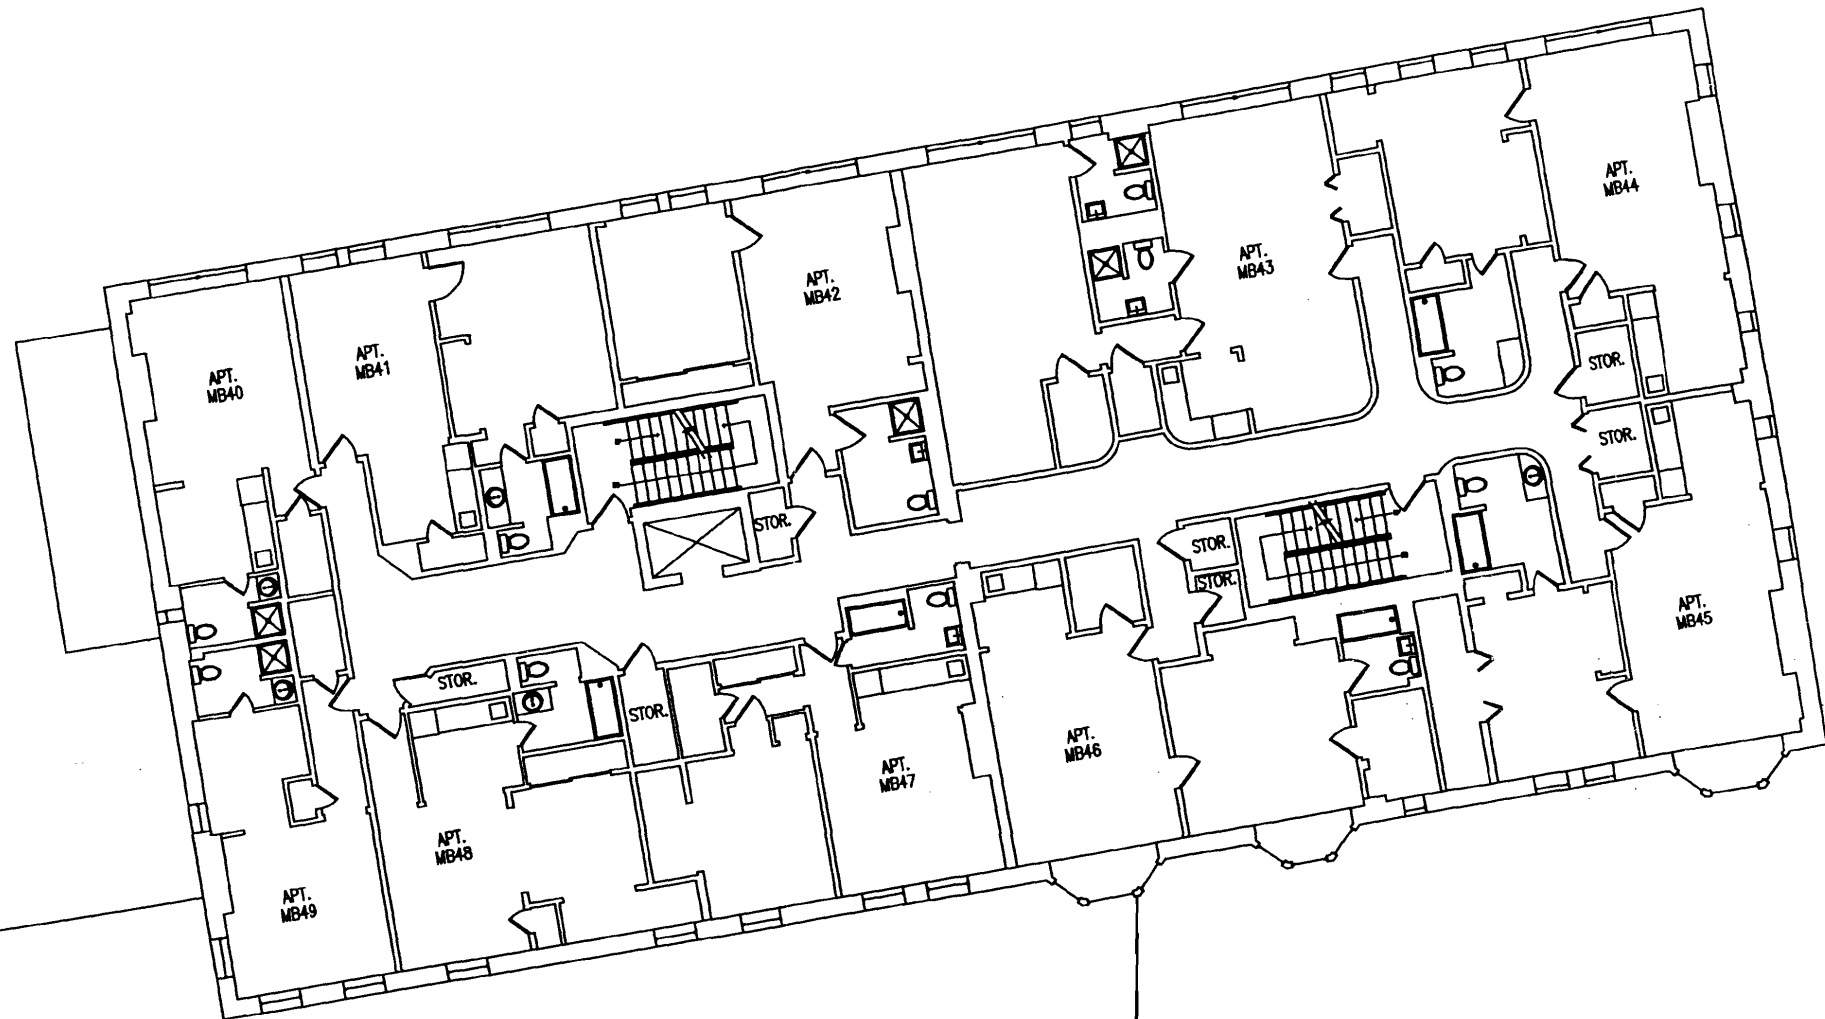 APT.
MB44
APT.
MB43
APT.
MB42
APT.
MB41
APT.
MB40
STOR.
STOR.
STOR.
STOR.
STOR.
APT.
MB45
STOR.
STOR.
APT.
MB46
APT.
MB47
APT.
MB48
APT.
MB49